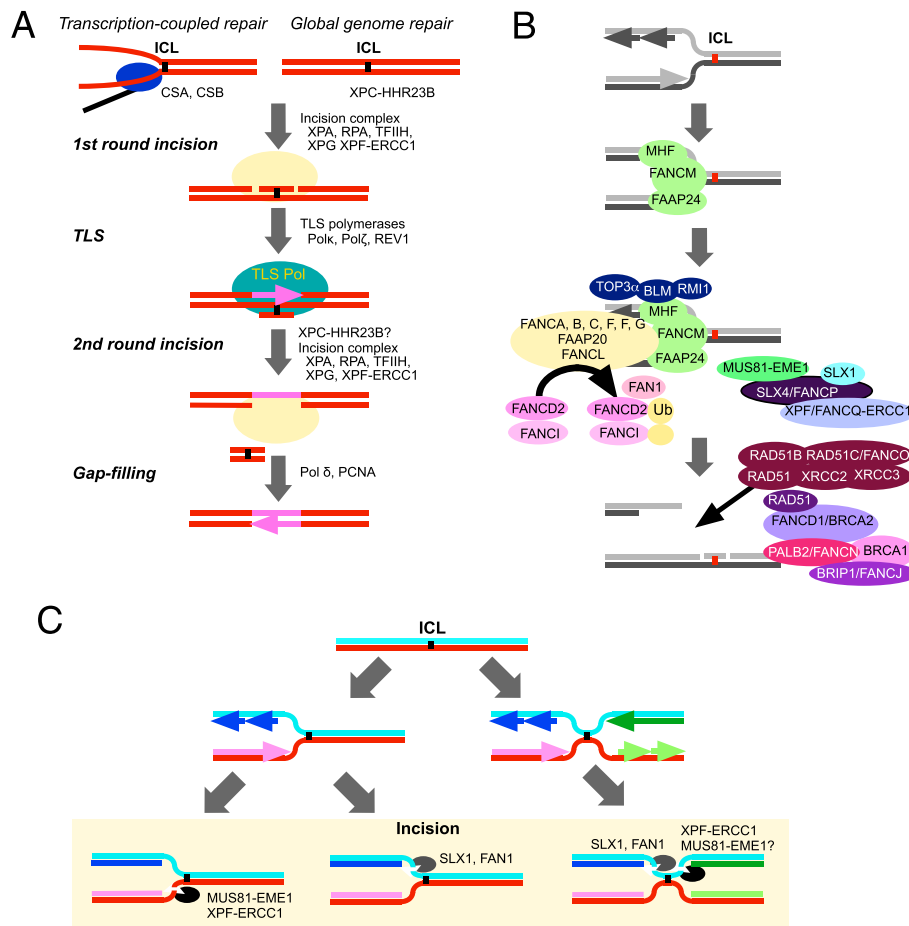 A
Transcription-coupled repair
Global genome repair
ICL
ICL
CSA, CSB
XPC-HHR23B
Incision complex
XPA, RPA, TFIIH,
XPG XPF-ERCC1
1st round incision
TLS polymerases
Polκ, Polζ, REV1
TLS
TLS Pol
XPC-HHR23B?
2nd round incision
Incision complex
XPA, RPA, TFIIH,
XPG, XPF-ERCC1
Gap-filling
Pol δ, PCNA
B
ICL
MHF
FANCM
FAAP24
TOP3α
BLM
RMI1
MHF
FANCA, B, C, F, F, G
FAAP20
FANCL
FANCM
FAAP24
MUS81-EME1
SLX1
SLX4/FANCP
XPF/FANCQ-ERCC1
FAN1
FANCD2
FANCI
FANCD2
Ub
FANCI
RAD51B
RAD51C/FANCO
RAD51
XRCC2
XRCC3
RAD51
FANCD1/BRCA2
PALB2/FANCN
BRCA1
BRIP1/FANCJ
C
ICL
Incision
MUS81-EME1
XPF-ERCC1
SLX1, FAN1
SLX1, FAN1
XPF-ERCC1
MUS81-EME1?